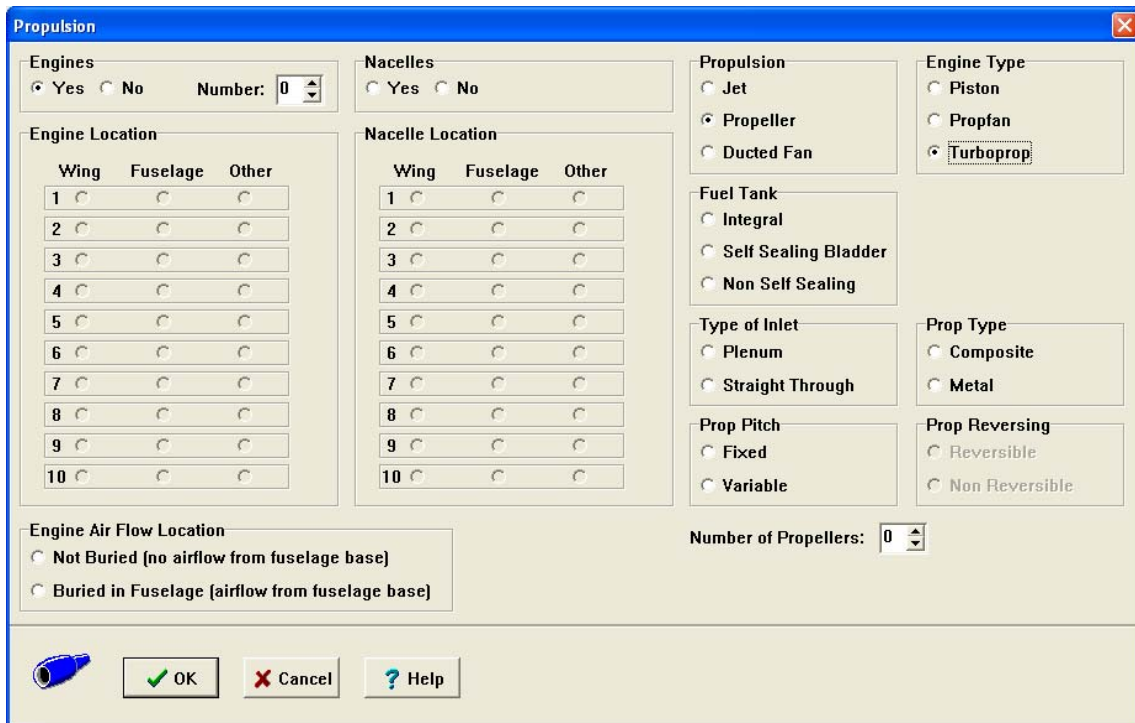 Propulsion
Engines
Yes No Number: 0
Nacelles
Yes No
Propulsion
Jet
Propeller
Ducted Fan
Engine Type
Piston
Propfan
Turboprop
Engine Location
Wing Fuselage Other
1
2
3
4
5
6
7
8
9
10
Nacelle Location
Wing Fuselage Other
1
2
3
4
5
6
7
8
9
10
Fuel Tank
Integral
Self Sealing Bladder
Non Self Sealing
Type of Inlet
Plenum
Straight Through
Prop Type
Composite
Metal
Prop Pitch
Fixed
Variable
Prop Reversing
Reversible
Non Reversible
Engine Air Flow Location
Not Buried (no airflow from fuselage base)
Buried in Fuselage (airflow from fuselage base)
Number of Propellers: 0
OK Cancel ? Help